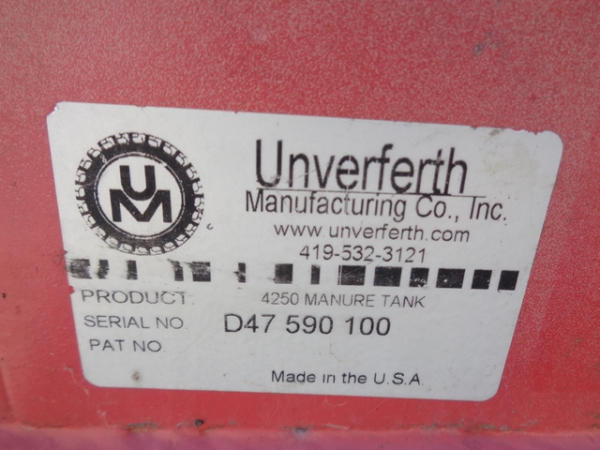 UM
Unverferth
Manufacturing Co., Inc.
www.unverferth.com
419-532-3121
PRODUCT 4250 MANURE TANK
SERIAL NO. D47 590 100
PAT NO
Made in the U.S.A